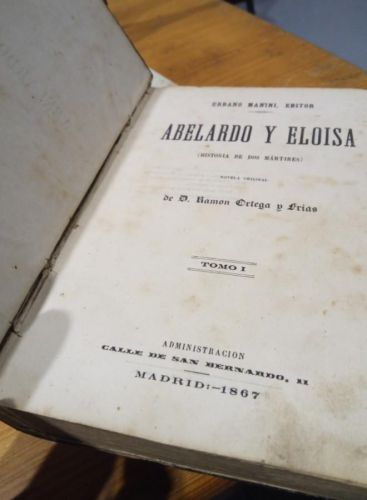 URBANO MANINI, EDITOR
ABELARDO Y ELOISA
(HISTORIA DE DOS MÁRTIRES)
NOVELA ORIGINAL
de D. Ramon Ortega y Frias
TOMO I
ADMINISTRACION
CALLE DE SAN BERNARDO, 11
MADRID:—1867